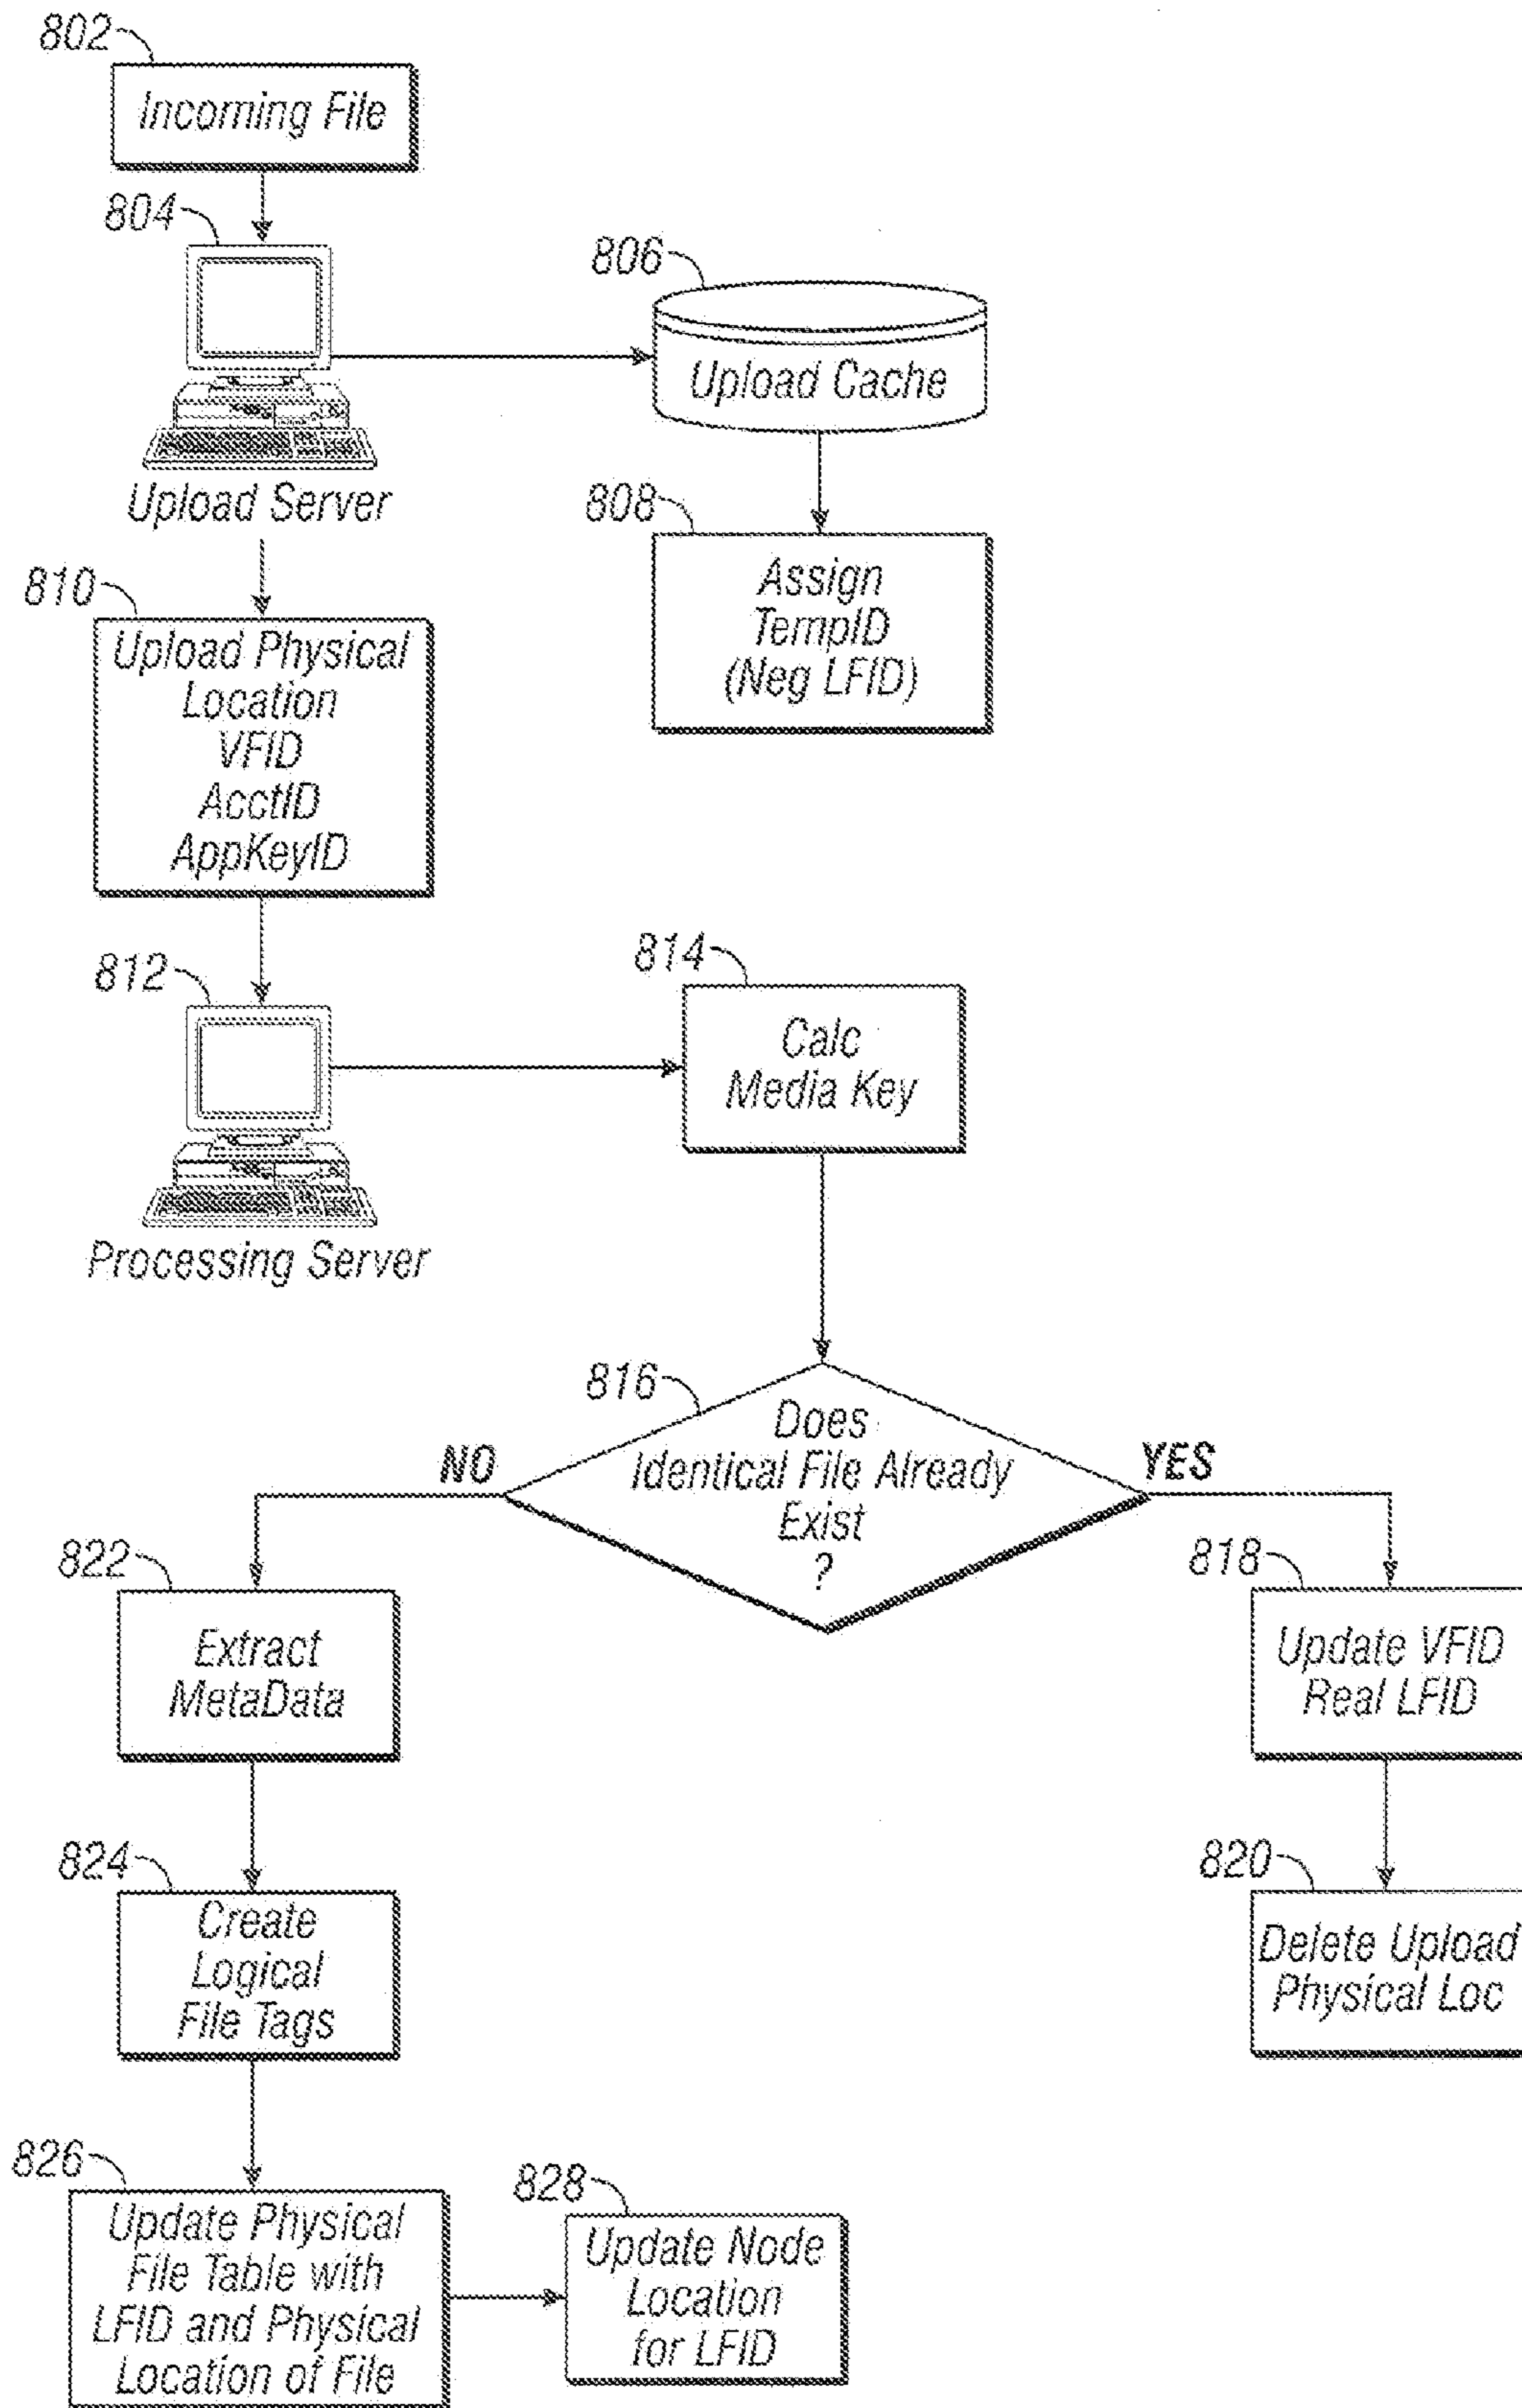 802
Incoming File
804
Upload Server
806
Upload Cache
808
Assign
TempID
(Neg LFID)
810
Upload Physical
Location
VFID
AcctID
AppKeyID
812
Processing Server
814
Calc
Media Key
816
Does
Identical File Already
Exist
?
NO
YES
818
Update VFID
Real LFID
820
Delete Upload
Physical Loc
822
Extract
MetaData
824
Create
Logical
File Tags
826
Update Physical
File Table with
LFID and Physical
Location of File
828
Update Node
Location
for LFID